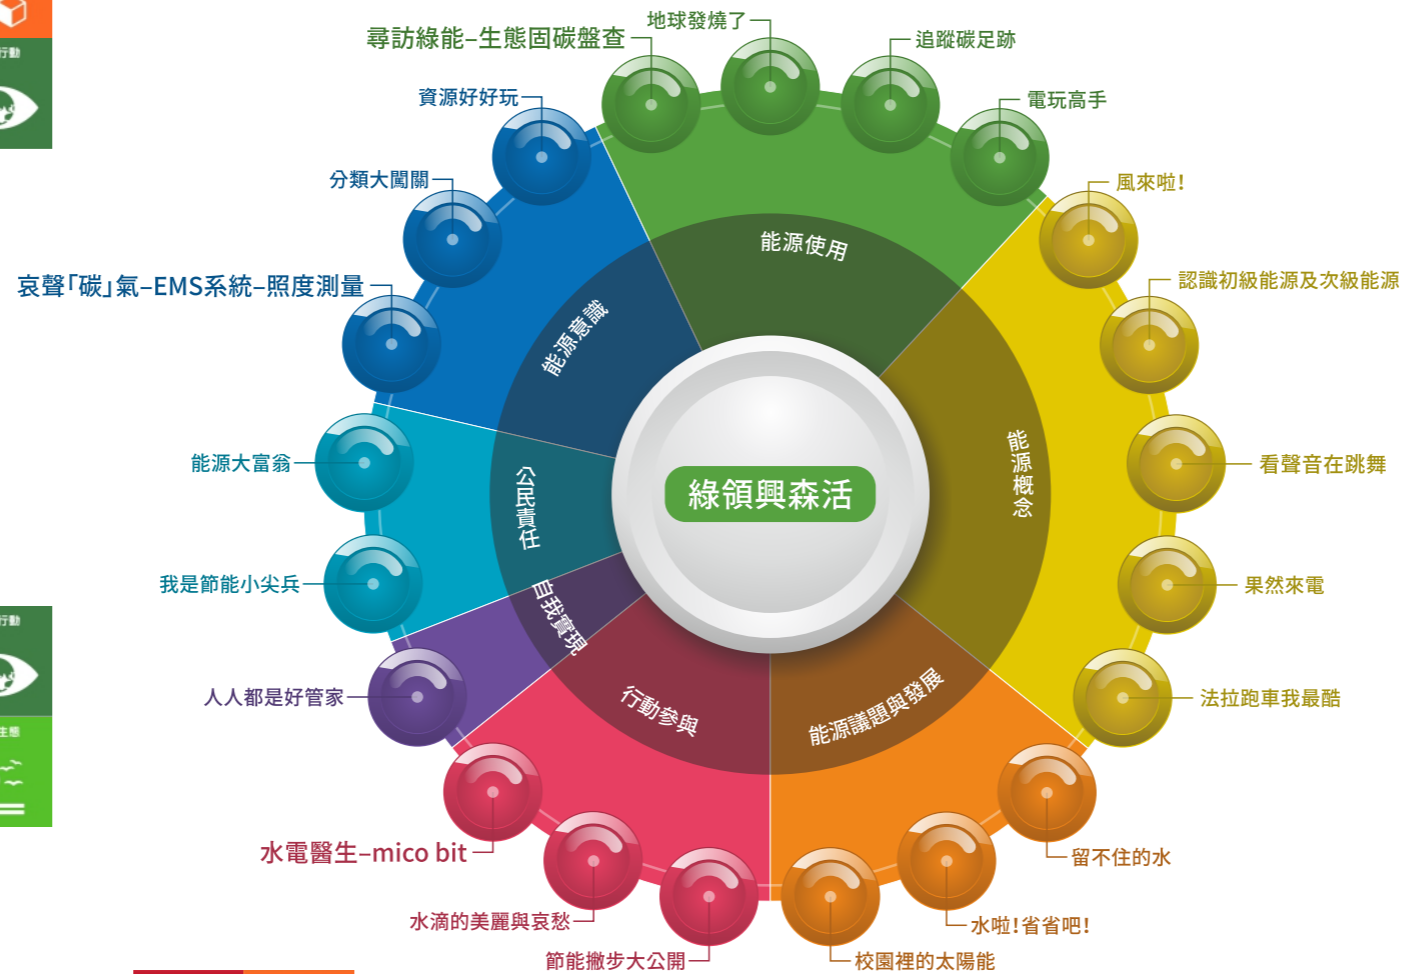 地球發燒了
尋訪綠能–生態固碳盤查
追蹤碳足跡
行動
資源好好玩
電玩高手
分類大闖關
風來啦！
能源使用
哀聲「碳」氣–EMS系統–照度測量
認識初級能源及次級能源
能源意識
能源概念
能源大富翁
看聲音在跳舞
公民責任
綠領興森活
我是節能小尖兵
果然來電
自我實現
行動
人人都是好管家
法拉跑車我最酷
行動參與
能源議題與發展
生態
水電醫生–mico bit
留不住的水
水滴的美麗與哀愁
水啦！省省吧！
節能撇步大公開
校園裡的太陽能